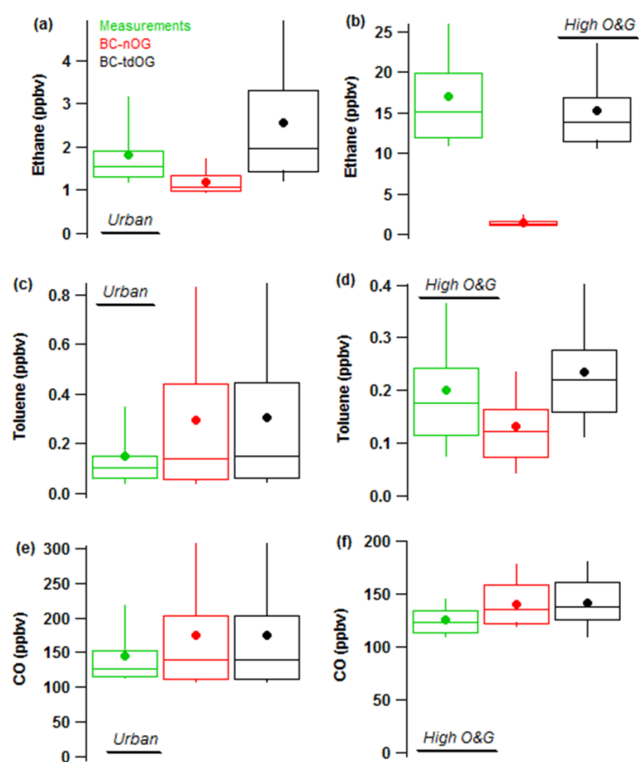 (a)
Measurements
BC-nOG
BC-tdOG
Ethane (ppbv)
4
3
2
1
0
Urban
(b)
High O&G
Ethane (ppbv)
25
20
15
10
5
0
(c)
Urban
Toluene (ppbv)
0.8
0.6
0.4
0.2
0.0
(d)
High O&G
Toluene (ppbv)
0.4
0.3
0.2
0.1
0.0
(e)
CO (ppbv)
300
250
200
150
100
50
0
Urban
(f)
CO (ppbv)
200
150
100
50
0
High O&G